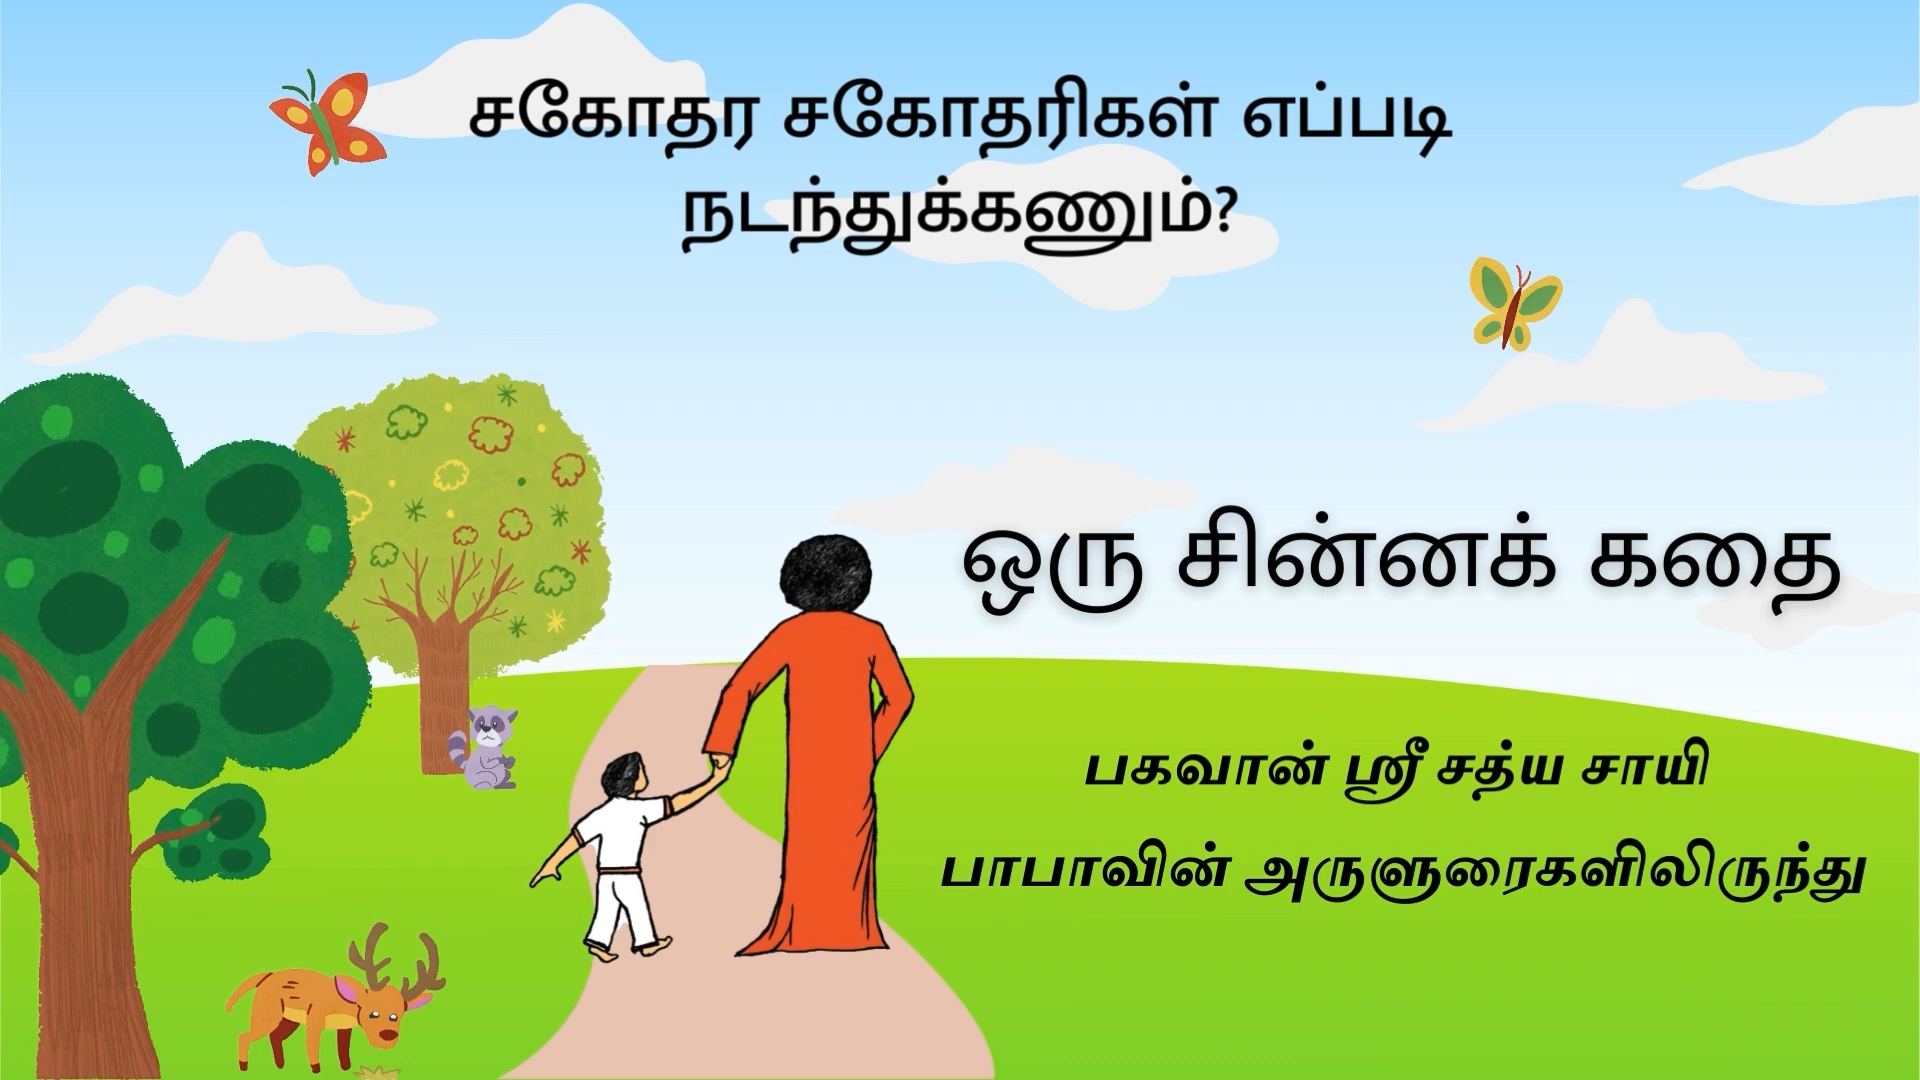 சகோதர சகோதரிகள் எப்படி
நடந்துக்கணும்?
ஒரு சின்னக் கதை
பகவான் ஸ்ரீ சத்ய சாயி
பாபாவின் அருளுரைகளிலிருந்து